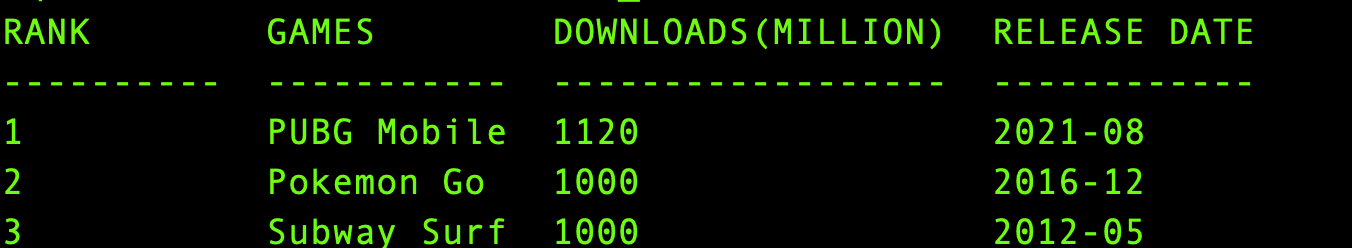 RANK        GAMES        DOWNLOADS(MILLION)  RELEASE DATE
----------  -----------  ------------------  ------------
1           PUBG Mobile  1120                2021-08
2           Pokemon Go   1000                2016-12
3           Subway Surf  1000                2012-05